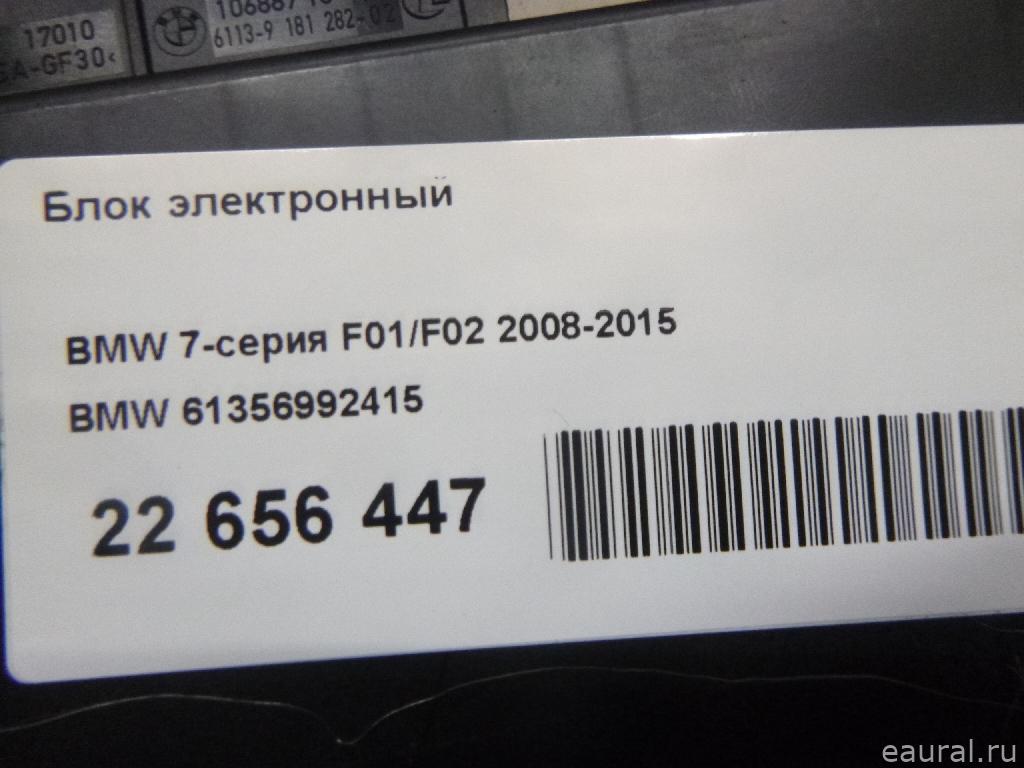 17010
-GF30<
6113-9 181 282-02
Блок электронный
BMW 7-серия F01/F02 2008-2015
BMW 61356992415
22 656 447
eaural.ru